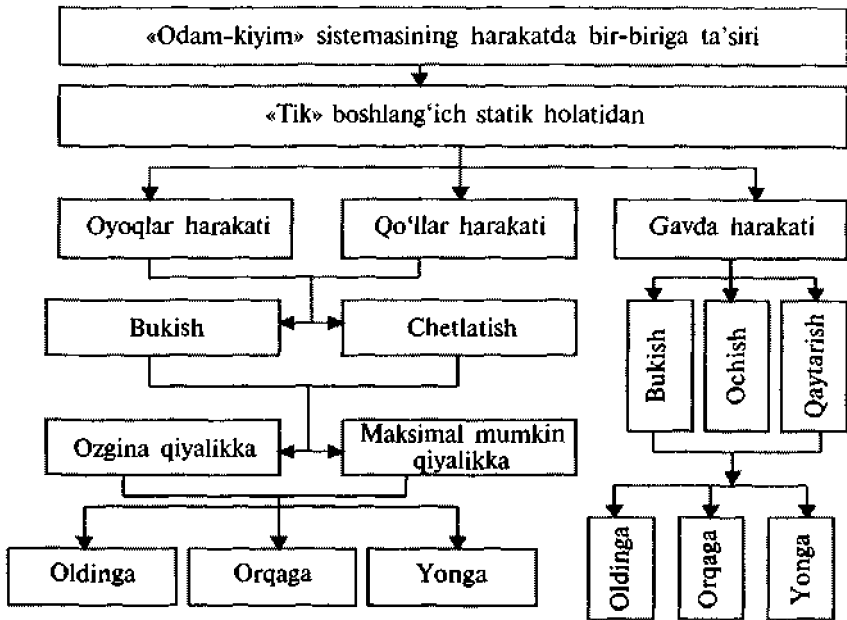 «Odam-kiyim» sistemasining harakatda bir-biriga ta'siri
«Tik» boshlang‘ich statik holatidan
Oyoqlar harakati
Qo‘llar harakati
Gavda harakati
Bukish
Chetlatish
Bukish
Ochish
Qaytarish
Ozgina qiyalikka
Maksimal mumkin
qiyalikka
Oldinga
Orqaga
Yonga
Oldinga
Orqaga
Yonga